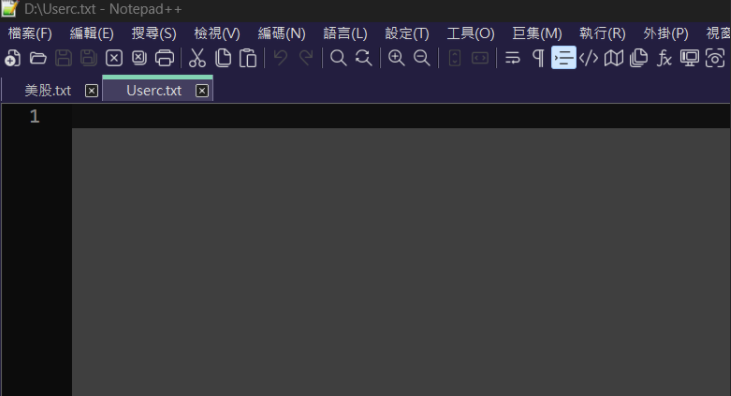 D:\Userc.txt - Notepad++
檔案(F) 編輯(E) 搜尋(S) 檢視(V) 編碼(N) 語言(L) 設定(T) 工具(O) 巨集(M) 執行(R) 外掛(P) 視窗
美股.txt Userc.txt
1